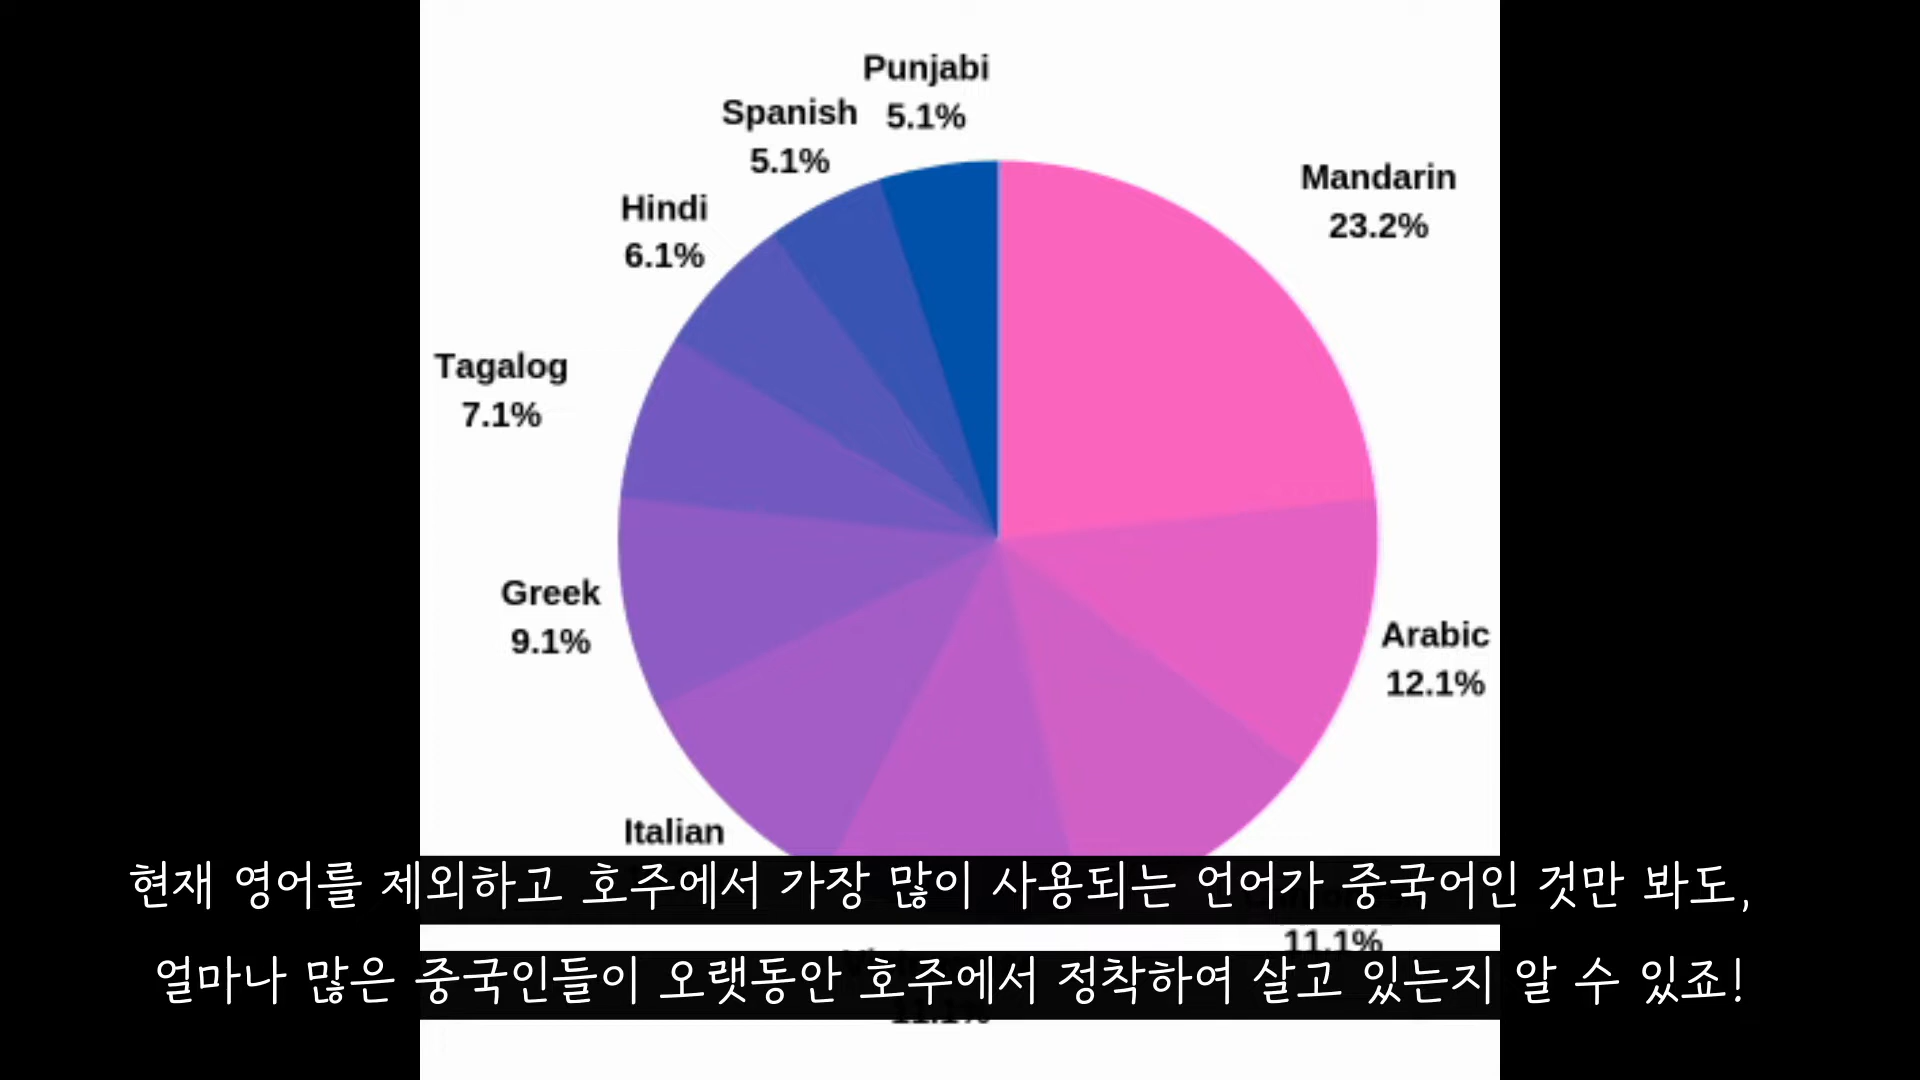 Punjabi
5.1%
Spanish
5.1%
Mandarin
23.2%
Hindi
6.1%
Tagalog
7.1%
Greek
9.1%
Arabic
12.1%
Italian
현재 영어를 제외하고 호주에서 가장 많이 사용되는 언어가 중국어인 것만 봐도,
11.1%
얼마나 많은 중국인들이 오랫동안 호주에서 정착하여 살고 있는지 알 수 있죠!
11.1%